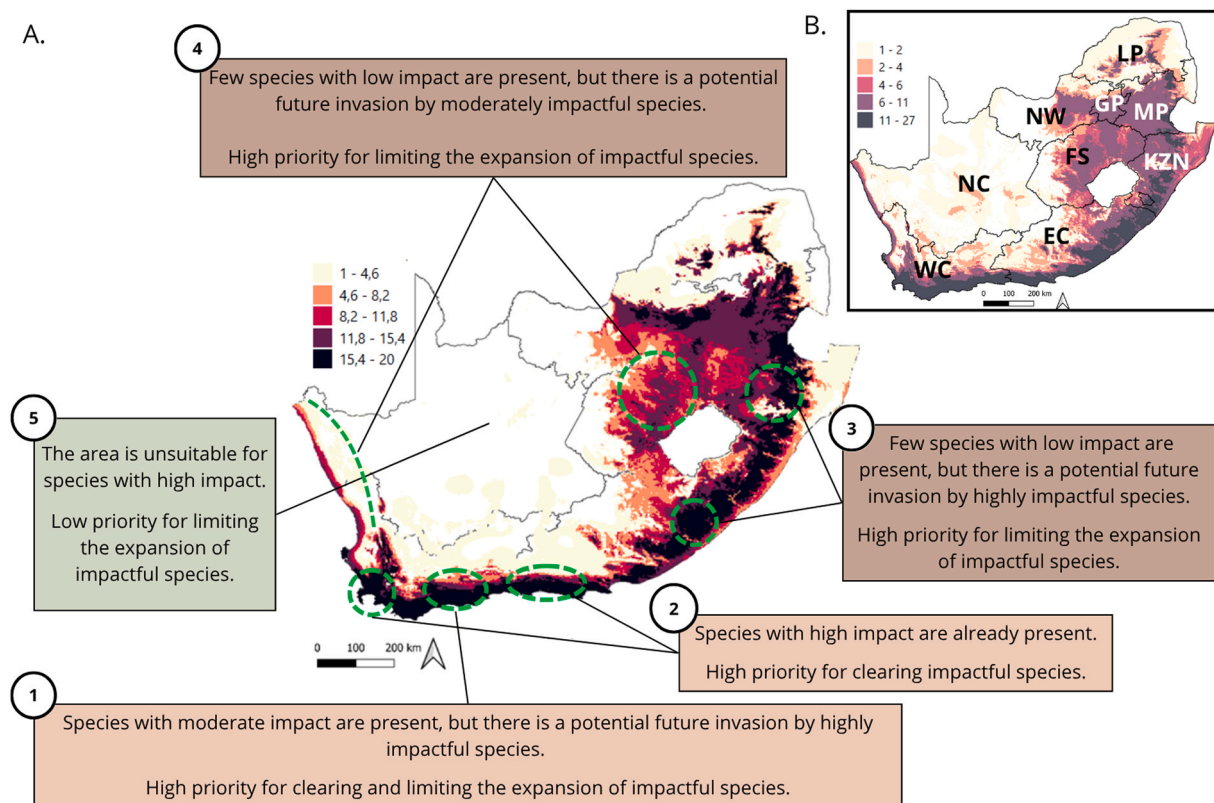 A.
4
Few species with low impact are present, but there is a potential
future invasion by moderately impactful species.
High priority for limiting the expansion of impactful species.
B.
1 - 2
2 - 4
4 - 6
6 - 11
11 - 27
LP
GP
MP
NW
FS
KZN
NC
EC
WC
0 100 200 km
1 - 4,6
4,6 - 8,2
8,2 - 11,8
11,8 - 15,4
15,4 - 20
5
The area is unsuitable for
species with high impact.
Low priority for limiting
the expansion of
impactful species.
3
Few species with low impact are
present, but there is a potential future
invasion by highly impactful species.
High priority for limiting the expansion
of impactful species.
0 100 200 km
2
Species with high impact are already present.
High priority for clearing impactful species.
1
Species with moderate impact are present, but there is a potential future invasion by highly
impactful species.
High priority for clearing and limiting the expansion of impactful species.